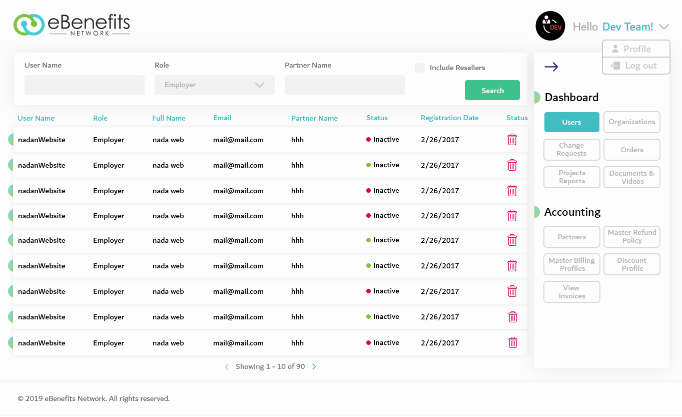 eBenefits
NETWORK
DEV
Hello Dev Team!
Profile
Log out
User Name
Role
Partner Name
Include Resellers
Employer
Search
User Name Role Full Name Email Partner Name Status Registration Date Status
nadanWebsite Employer nada web mail@mail.com hhh Inactive 2/26/2017
nadanWebsite Employer nada web mail@mail.com hhh Inactive 2/26/2017
nadanWebsite Employer nada web mail@mail.com hhh Inactive 2/26/2017
nadanWebsite Employer nada web mail@mail.com hhh Inactive 2/26/2017
nadanWebsite Employer nada web mail@mail.com hhh Inactive 2/26/2017
nadanWebsite Employer nada web mail@mail.com hhh Inactive 2/26/2017
nadanWebsite Employer nada web mail@mail.com hhh Inactive 2/26/2017
nadanWebsite Employer nada web mail@mail.com hhh Inactive 2/26/2017
nadanWebsite Employer nada web mail@mail.com hhh Inactive 2/26/2017
Showing 1 - 10 of 90
Dashboard
Users
Organizations
Change
Requests
Orders
Projects
Reports
Documents &
Videos
Accounting
Partners
Master Refund
Policy
Master Billing
Profiles
Discount
Profile
View
Invoices
© 2019 eBenefits Network. All rights reserved.